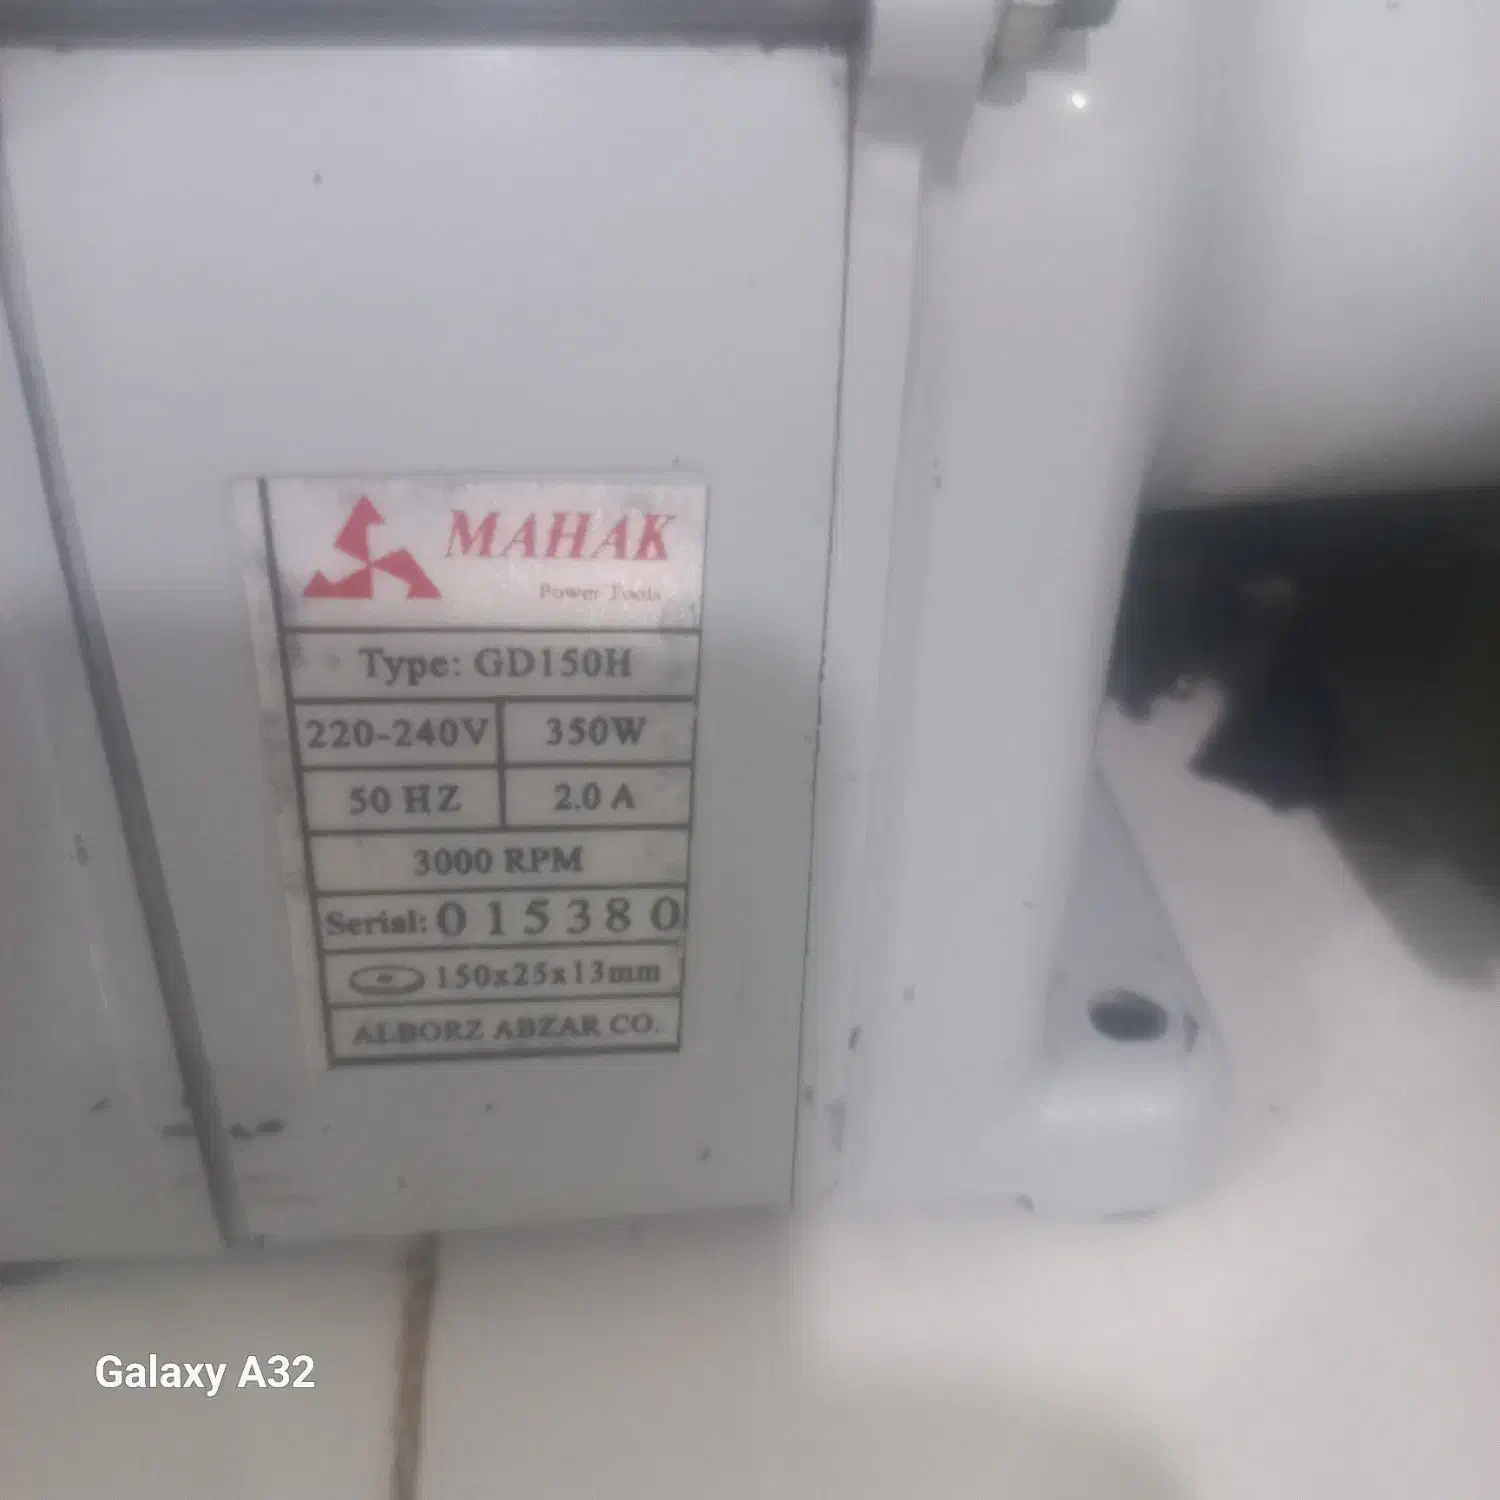 MAHAK
Power Tools
Type: GD150H
220-240V 350W
50 HZ 2.0 A
3000 RPM
Serial: 015380
150x25x13mm
ALBORZ ABZAR CO.
Galaxy A32